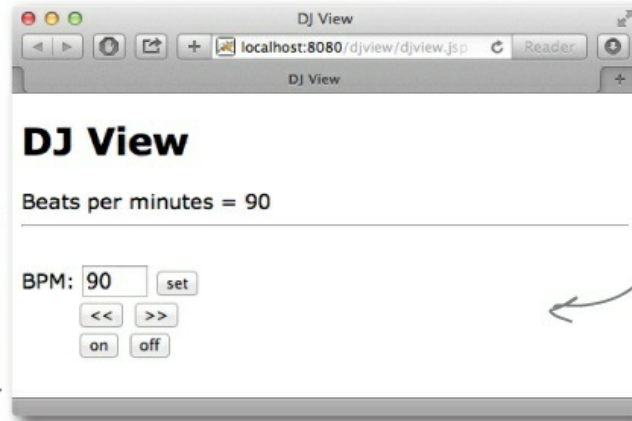 DJ View
localhost:8080/djview/djview.jsp Reader
DJ View
DJ View
Beats per minutes = 90
BPM: 90 set
<< >>
on off